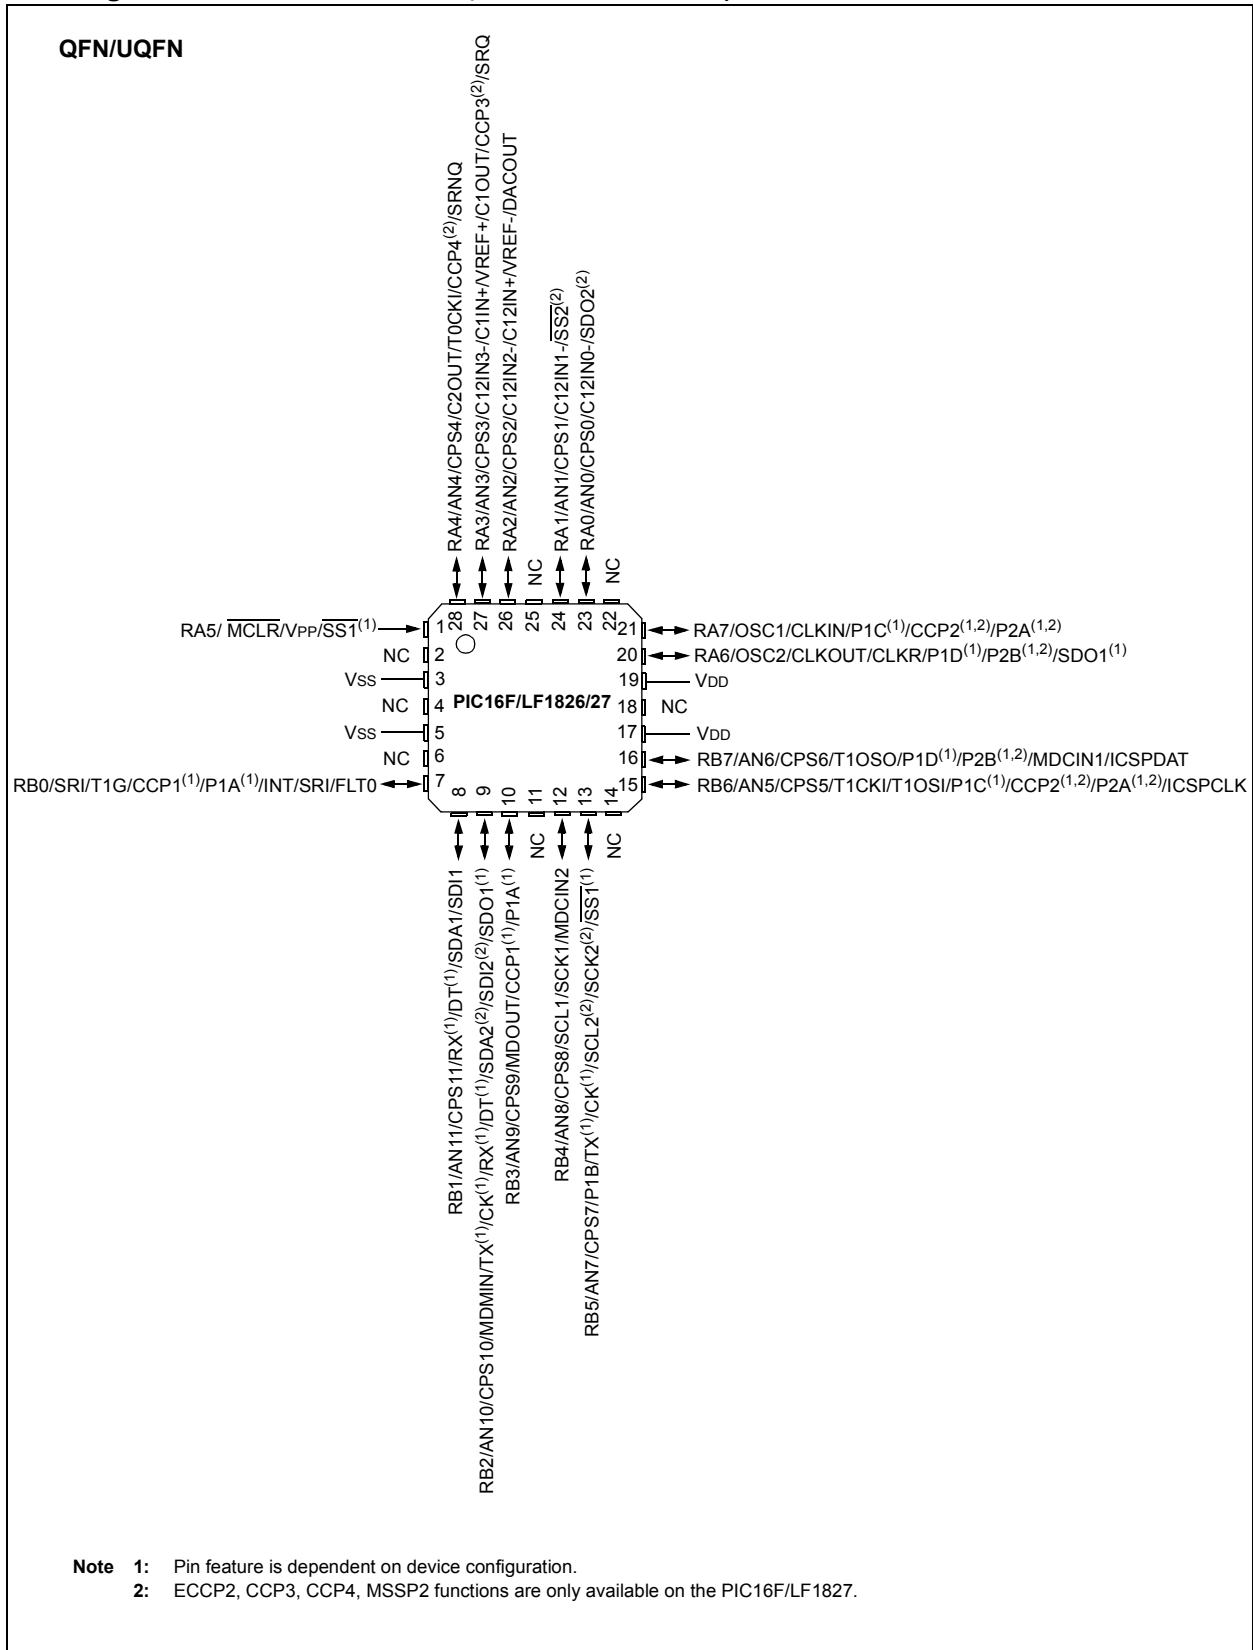 QFN/UQFN
RA4/AN4/CPS4/C2OUT/T0CKI/CCP4(2)/SRNQ
RA3/AN3/CPS3/C12IN3-/C1IN+/VREF+/C1OUT/CCP3(2)/SRQ
RA2/AN2/CPS2/C12IN2-/C12IN+/VREF-/DACOUT
NC
RA1/AN1/CPS1/C12IN1-/SS2(2)
RA0/AN0/CPS0/C12IN0-/SDO2(2)
NC
28 27 26 25 24 23 22
RA5/ MCLR/VPP/SS1(1) 1
NC 2
VSS 3
NC 4
VSS 5
NC 6
RB0/SRI/T1G/CCP1(1)/P1A(1)/INT/SRI/FLT0 7
PIC16F/LF1826/27
21 RA7/OSC1/CLKIN/P1C(1)/CCP2(1,2)/P2A(1,2)
20 RA6/OSC2/CLKOUT/CLKR/P1D(1)/P2B(1,2)/SDO1(1)
19 VDD
18 NC
17 VDD
16 RB7/AN6/CPS6/T1OSO/P1D(1)/P2B(1,2)/MDCIN1/ICSPDAT
15 RB6/AN5/CPS5/T1CKI/T1OSI/P1C(1)/CCP2(1,2)/P2A(1,2)/ICSPCLK
8 9 10 11 12 13 14
RB1/AN11/CPS11/RX(1)/DT(1)/SDA1/SDI1
RB2/AN10/CPS10/MDMIN/TX(1)/CK(1)/RX(1)/DT(1)/SDA2(2)/SDI2(2)/SDO1(1)
RB3/AN9/CPS9/MDOUT/CCP1(1)/P1A(1)
NC
RB4/AN8/CPS8/SCL1/SCK1/MDCIN2
RB5/AN7/CPS7/P1B/TX(1)/CK(1)/SCL2(2)/SCK2(2)/SS1(1)
NC
Note 1: Pin feature is dependent on device configuration.
2: ECCP2, CCP3, CCP4, MSSP2 functions are only available on the PIC16F/LF1827.